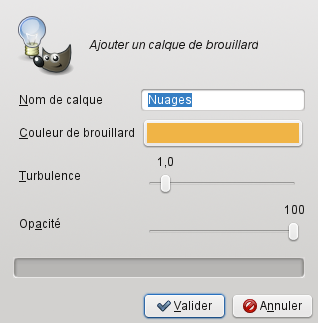 Ajouter un calque de brouillard
Nom de calque
Nuages
Couleur de brouillard
Turbulence
1,0
Opacité
100
Valider
Annuler